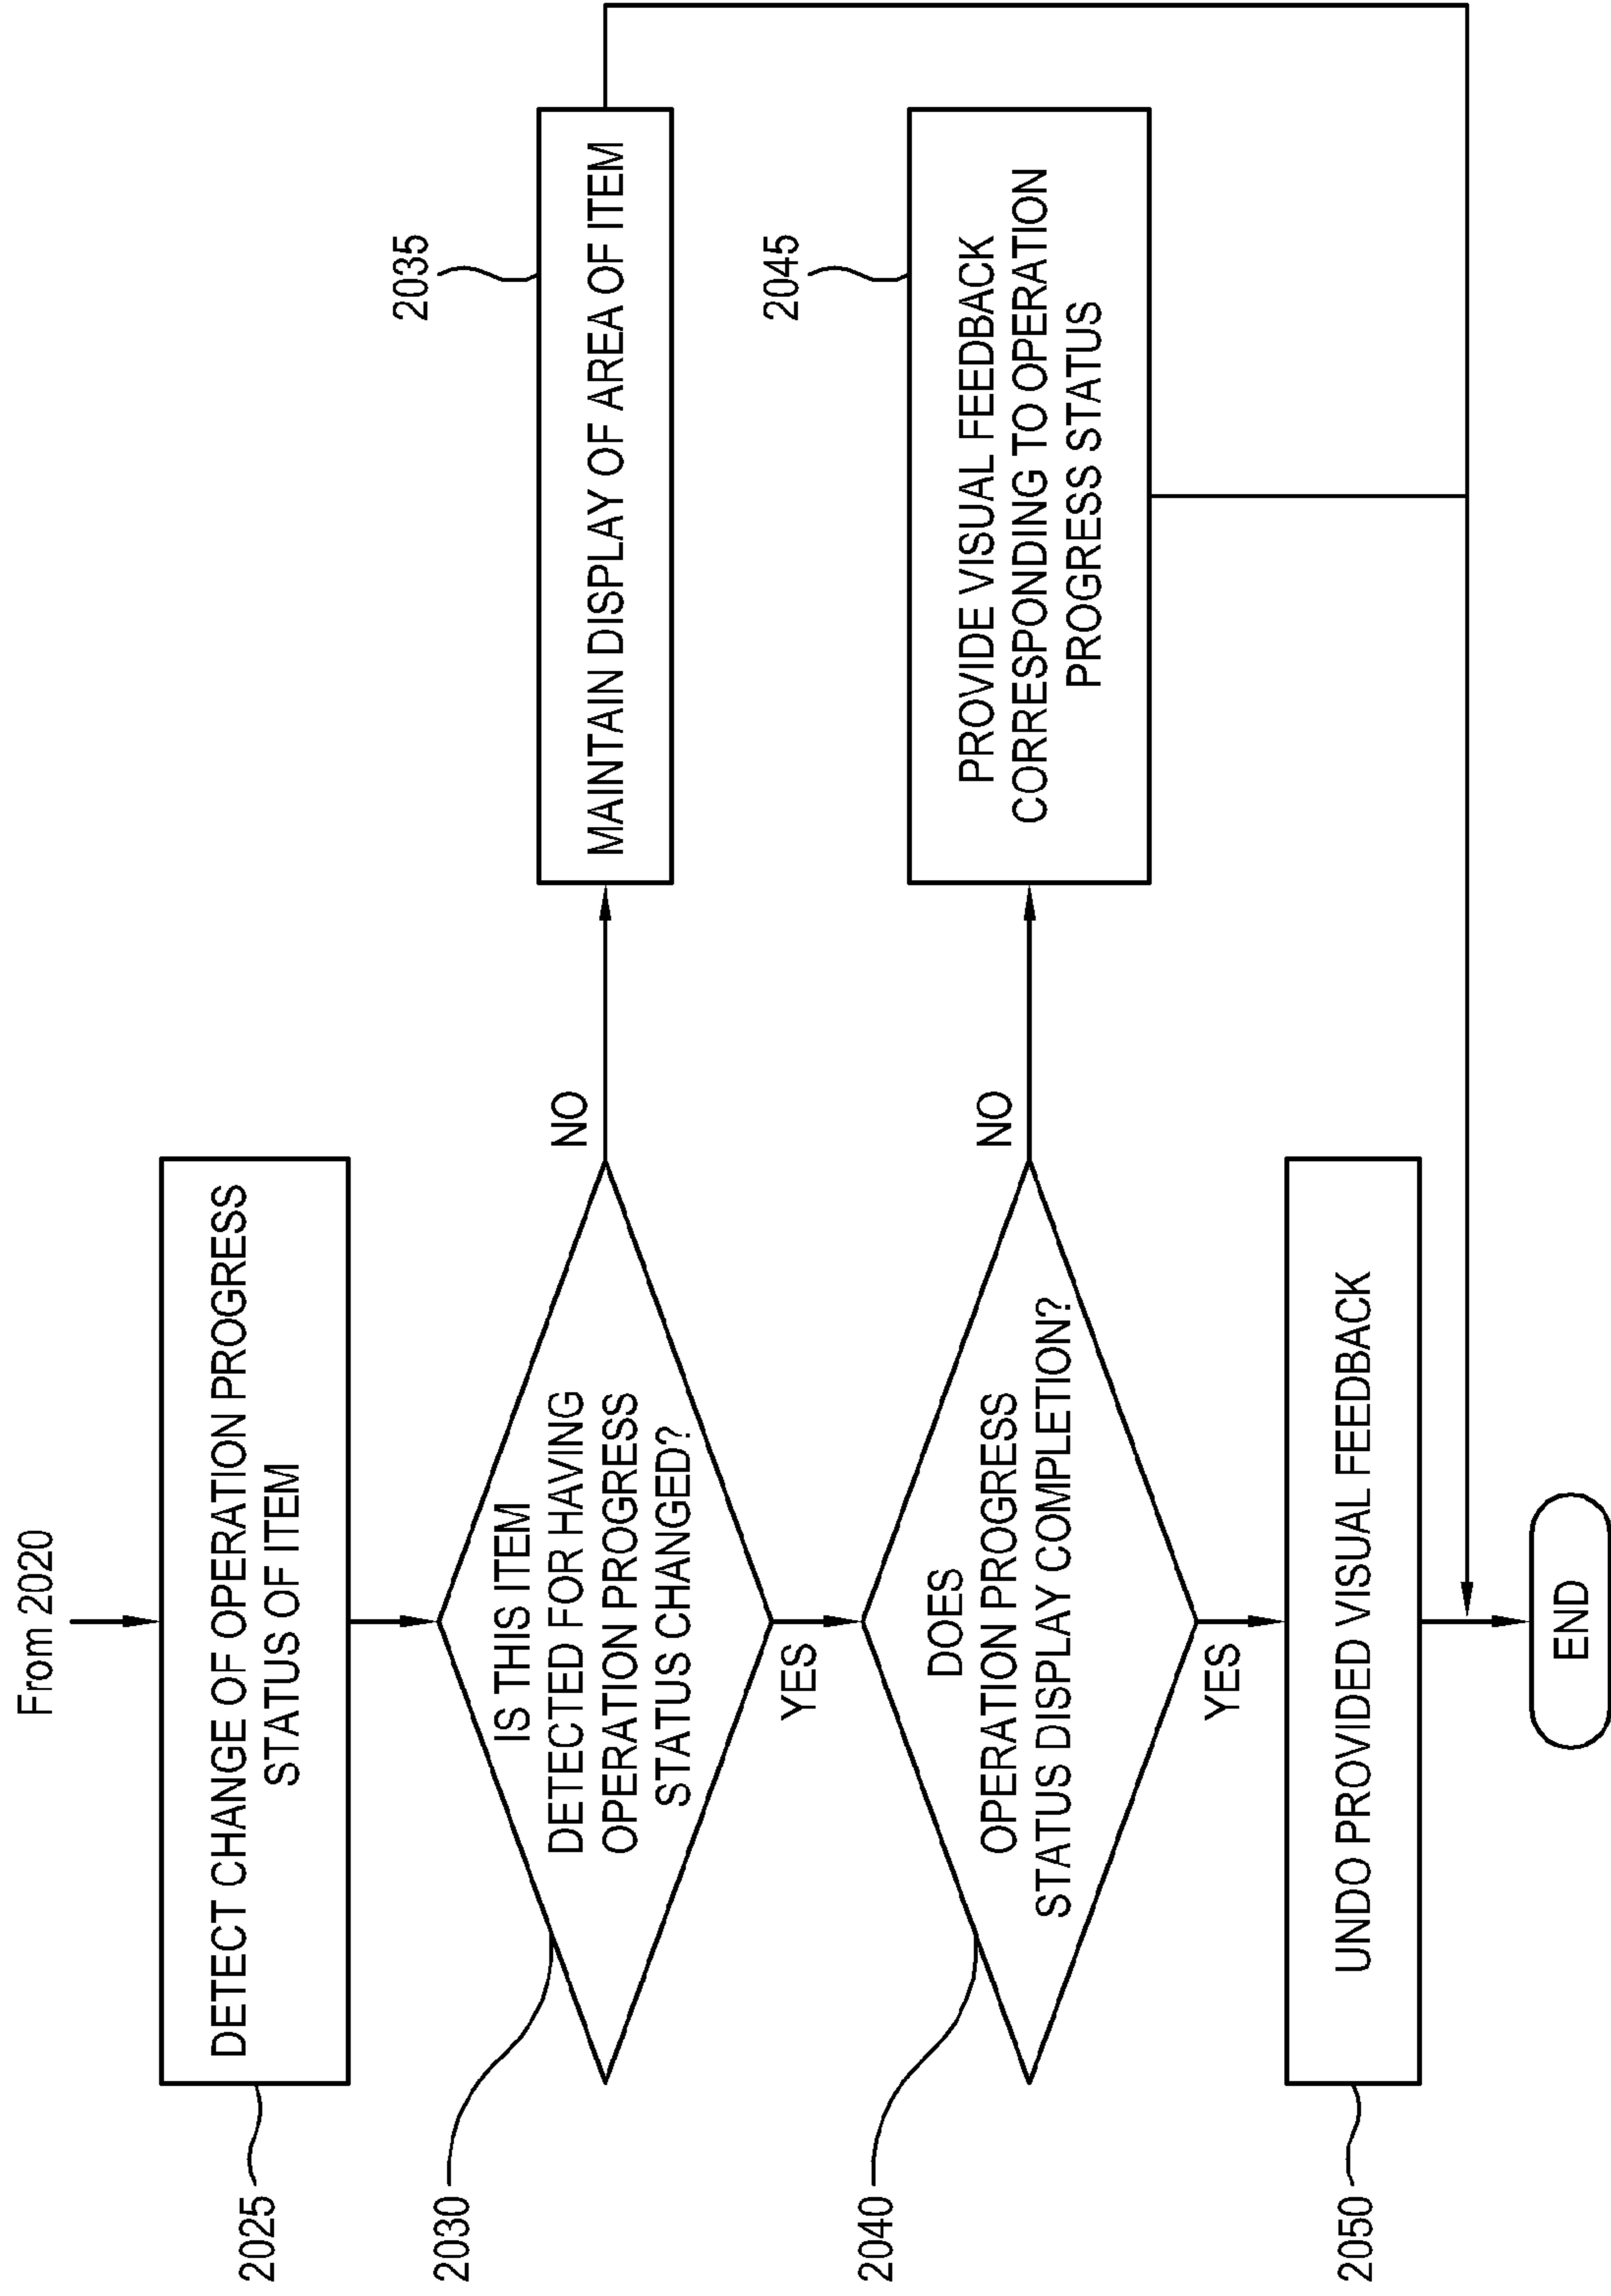 From 2020
DETECT CHANGE OF OPERATION PROGRESS
STATUS OF ITEM
2025
IS THIS ITEM
DETECTED FOR HAVING
OPERATION PROGRESS
STATUS CHANGED?
2030
NO
MAINTAIN DISPLAY OF AREA OF ITEM
2035
YES
DOES
OPERATION PROGRESS
STATUS DISPLAY COMPLETION?
2040
NO
PROVIDE VISUAL FEEDBACK
CORRESPONDING TO OPERATION
PROGRESS STATUS
2045
YES
UNDO PROVIDED VISUAL FEEDBACK
2050
END